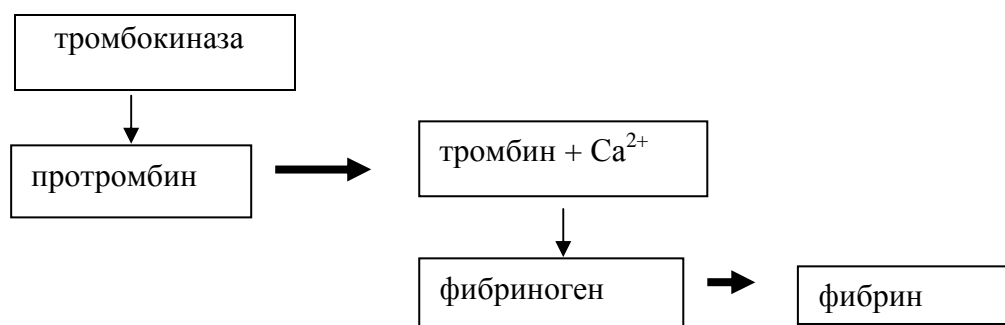 тромбокиназа
протромбин
тромбин + Ca²⁺
фибриноген
фибрин